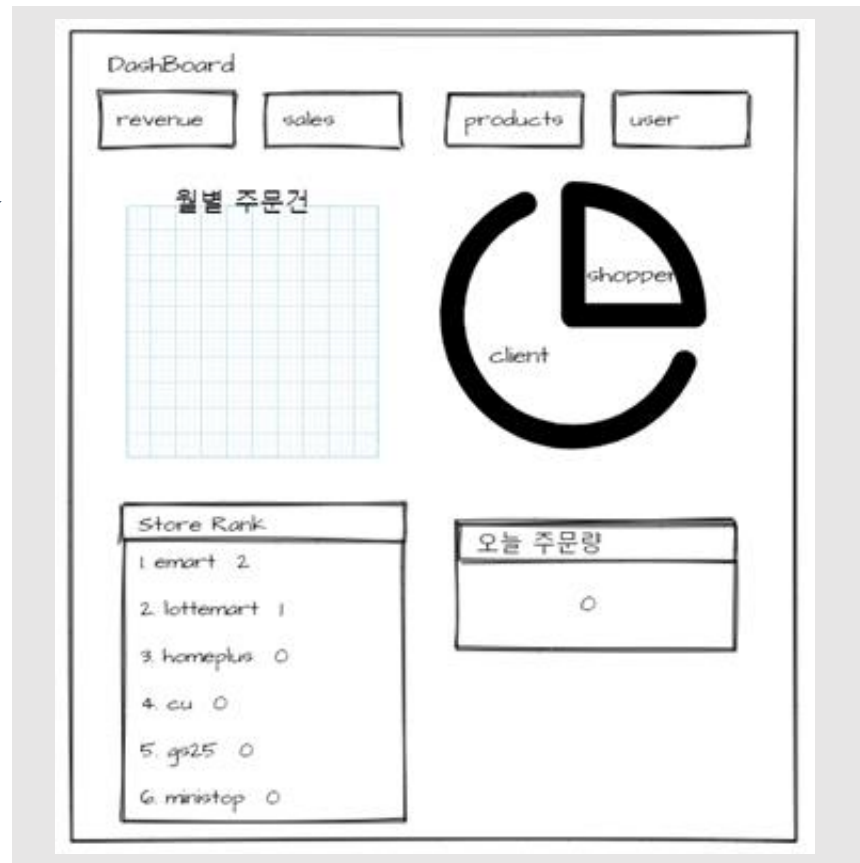 DashBoard
revenue sales products user
월별 주문건
shopper
client
Store Rank
1. emart 2
2. lottemart 1
3. homeplus 0
4. cu 0
5. gs25 0
6. ministop 0
오늘 주문량
0